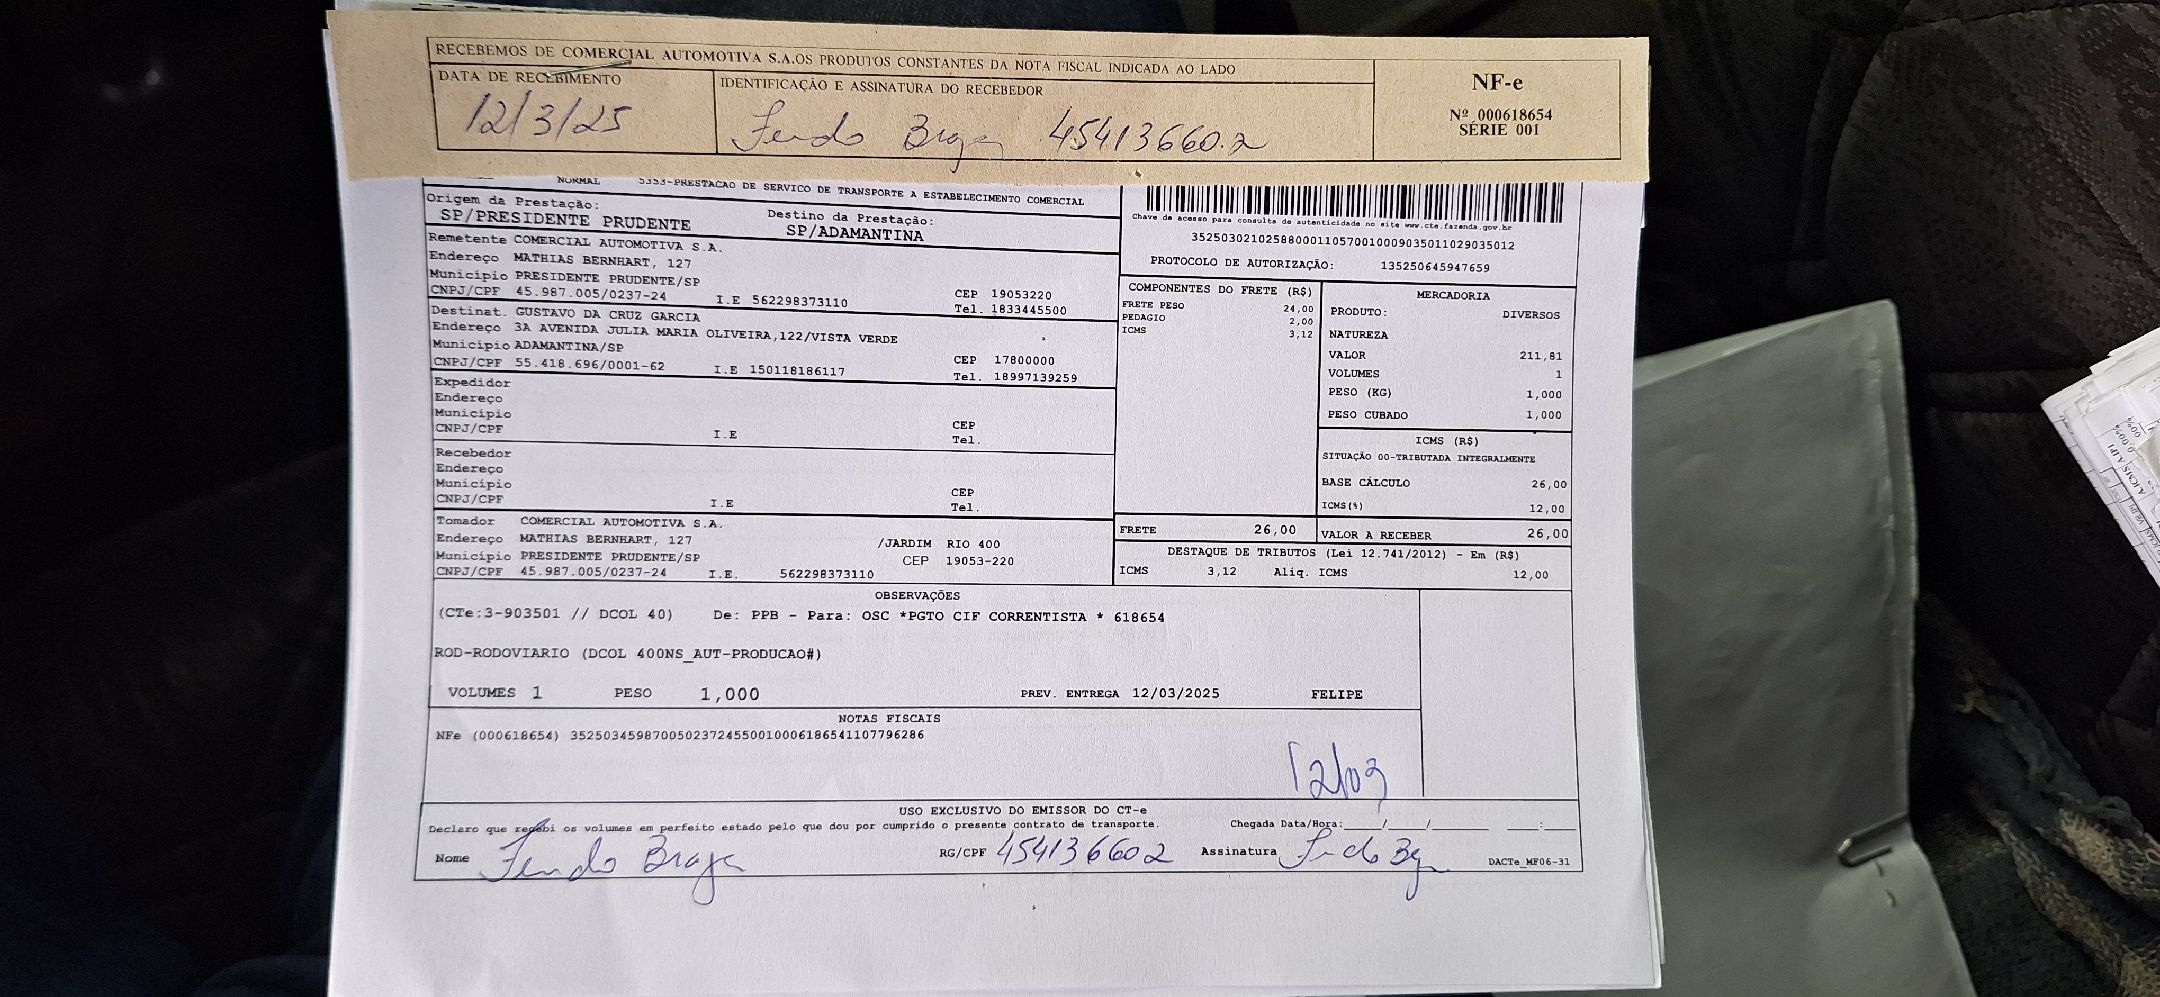 RECEBEMOS DE COMERCIAL AUTOMOTIVA S.A.OS PRODUTOS CONSTANTES DA NOTA FISCAL INDICADA AO LADO
DATA DE RECEBIMENTO
12/3/25
IDENTIFICAÇÃO E ASSINATURA DO RECEBEDOR
Braga 45413660.2
NF-e
Nº 000618654
SÉRIE 001
NORMAL 5353-PRESTACAO DE SERVICO DE TRANSPORTE A ESTABELECIMENTO COMERCIAL
Origem da Prestação:
SP/PRESIDENTE PRUDENTE
Destino da Prestação:
SP/ADAMANTINA
Remetente COMERCIAL AUTOMOTIVA S.A.
Endereço MATHIAS BERNHART, 127
Município PRESIDENTE PRUDENTE/SP
CNPJ/CPF 45.987.005/0237-24 I.E 562298373110
CEP 19053220
Tel. 1833445500
Destinat. GUSTAVO DA CRUZ GARCIA
Endereço 3A AVENIDA JULIA MARIA OLIVEIRA,122/VISTA VERDE
Município ADAMANTINA/SP
CNPJ/CPF 55.418.696/0001-62 I.E 150118186117
CEP 17800000
Tel. 18997139259
Expedidor
Endereço
Município
CNPJ/CPF I.E
CEP
Tel.
Recebedor
Endereço
Município
CNPJ/CPF I.E
CEP
Tel.
Tomador COMERCIAL AUTOMOTIVA S.A.
Endereço MATHIAS BERNHART, 127 /JARDIM RIO 400
Município PRESIDENTE PRUDENTE/SP CEP 19053-220
CNPJ/CPF 45.987.005/0237-24 I.E. 562298373110
Chave de acesso para consulta de autenticidade no site www.cte.fazenda.gov.br
35250302102588000110570010009035011029035012
PROTOCOLO DE AUTORIZAÇÃO: 135250645947659
COMPONENTES DO FRETE (R$)
FRETE PESO 24,00
PEDAGIO 2,00
ICMS 3,12
MERCADORIA
PRODUTO: DIVERSOS
NATUREZA
VALOR 211,81
VOLUMES 1
PESO (KG) 1,000
PESO CUBADO 1,000
ICMS (R$)
SITUAÇÃO 00-TRIBUTADA INTEGRALMENTE
BASE CÁLCULO 26,00
ICMS(%) 12,00
FRETE 26,00
VALOR A RECEBER 26,00
DESTAQUE DE TRIBUTOS (Lei 12.741/2012) - Em (R$)
ICMS 3,12 Aliq. ICMS 12,00
OBSERVAÇÕES
(CTe:3-903501 // DCOL 40) De: PPB - Para: OSC *PGTO CIF CORRENTISTA * 618654
ROD-RODOVIARIO (DCOL 400NS_AUT-PRODUCAO#)
VOLUMES 1 PESO 1,000 PREV. ENTREGA 12/03/2025 FELIPE
NOTAS FISCAIS
NFe (000618654) 35250345987005023724550010006186541107796286
12/03
USO EXCLUSIVO DO EMISSOR DO CT-e
Declaro que recebi os volumes em perfeito estado pelo que dou por cumprido o presente contrato de transporte. Chegada Data/Hora:____/____/______ ____:____
Nome Braga RG/CPF 454136602 Assinatura
DACTe_MF06-31